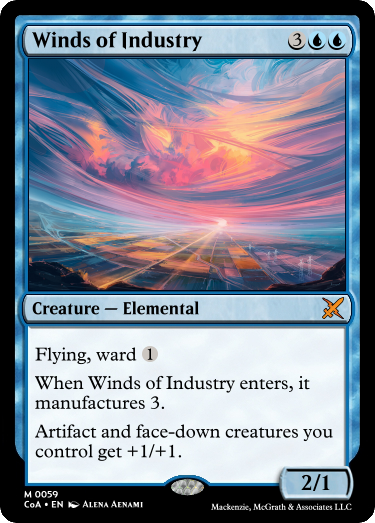 Winds of Industry 3
Creature — Elemental
Flying, ward 1
When Winds of Industry enters, it
manufactures 3.
Artifact and face-down creatures you
control get +1/+1.
2/1
M 0059
CoA • EN Alena Aenami
Mackenzie, McGrath & Associates LLC